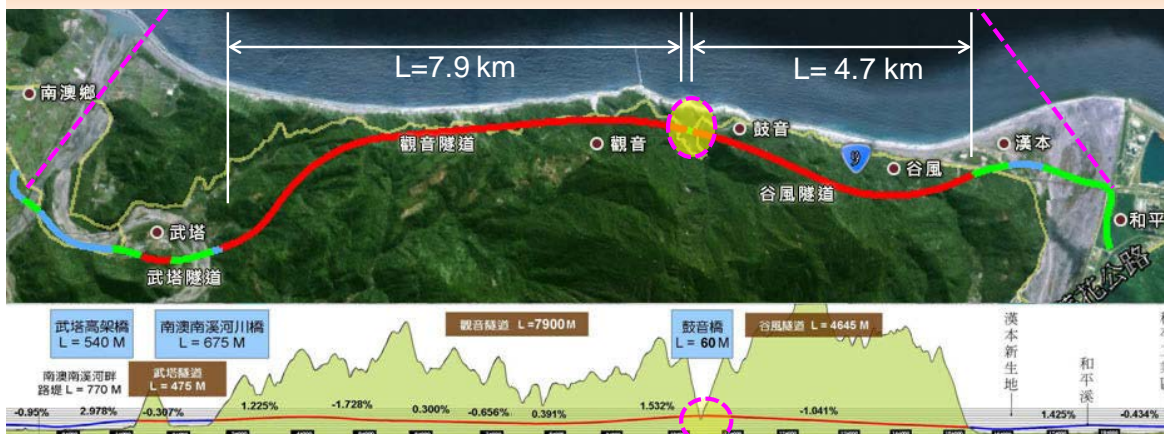 L=7.9 km
L= 4.7 km
南澳鄉
觀音隧道
觀音
鼓音
9
谷風
漢本
武塔
谷風隧道
和平
武塔隧道
花公路
武塔高架橋
L = 540 M
南澳南溪河川橋
L = 675 M
觀音隧道 L =7900 M
鼓音橋
L = 60 M
谷風隧道 L = 4645 M
漢本新生地
和平溪
南澳南溪河畔
路堤 L = 770 M
武塔隧道
L = 475 M
-0.95%
2.978%
-0.307%
1.225%
-1.728%
0.300%
-0.656%
0.391%
1.532%
-1.041%
1.425%
-0.434%